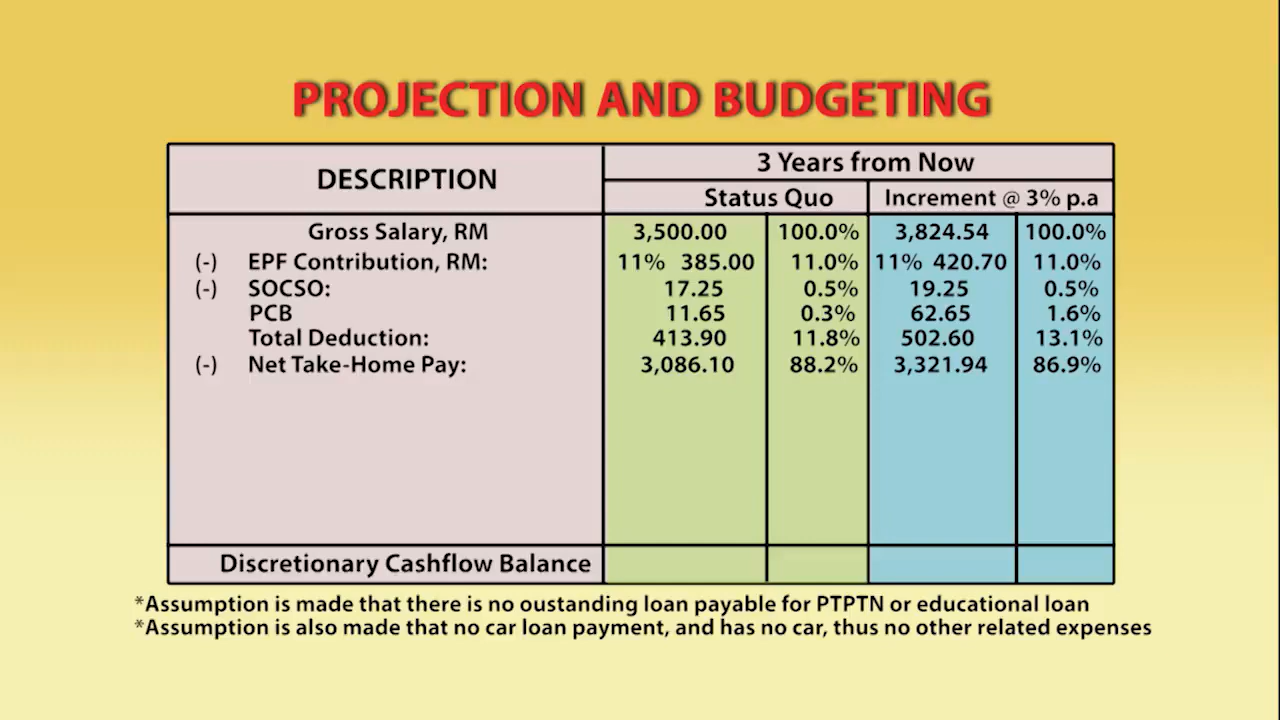 PROJECTION AND BUDGETING
DESCRIPTION
3 Years from Now
Status Quo Increment @ 3% p.a
Gross Salary, RM 3,500.00 100.0% 3,824.54 100.0%
(-) EPF Contribution, RM: 11% 385.00 11.0% 11% 420.70 11.0%
(-) SOCSO: 17.25 0.5% 19.25 0.5%
PCB 11.65 0.3% 62.65 1.6%
Total Deduction: 413.90 11.8% 502.60 13.1%
(-) Net Take-Home Pay: 3,086.10 88.2% 3,321.94 86.9%
Discretionary Cashflow Balance
*Assumption is made that there is no oustanding loan payable for PTPTN or educational loan
*Assumption is also made that no car loan payment, and has no car, thus no other related expenses